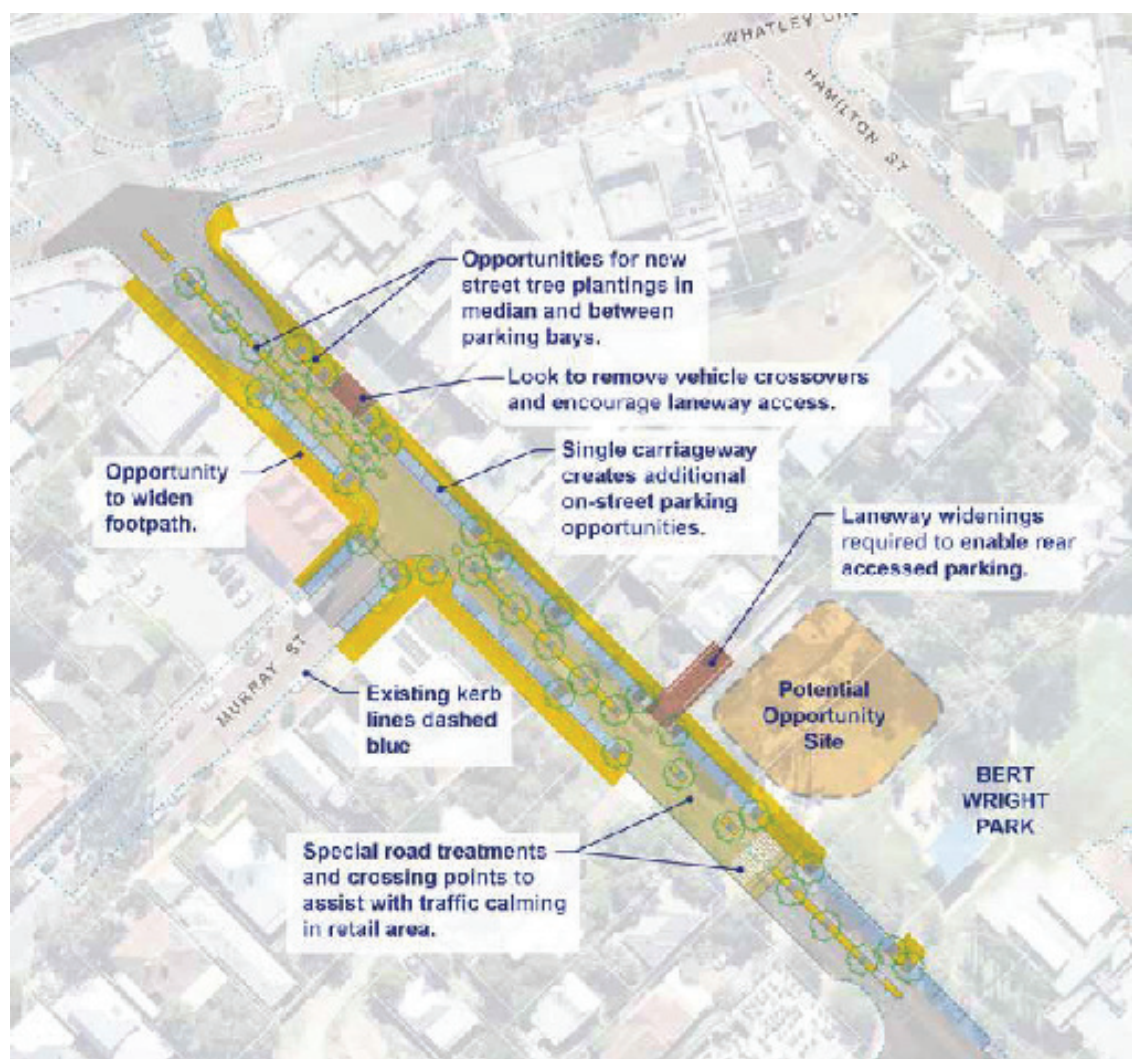 WHATLEY
HAMILTON ST
Opportunities for new
street tree plantings in
median and between
parking bays.
Look to remove vehicle crossovers
and encourage laneway access.
Single carriageway
creates additional
on-street parking
opportunities.
Opportunity
to widen
footpath.
Laneway widenings
required to enable rear
accessed parking.
MURRAY ST
Existing kerb
lines dashed
blue
Potential
Opportunity
Site
BERT
WRIGHT
PARK
Special road treatments
and crossing points to
assist with traffic calming
in retail area.